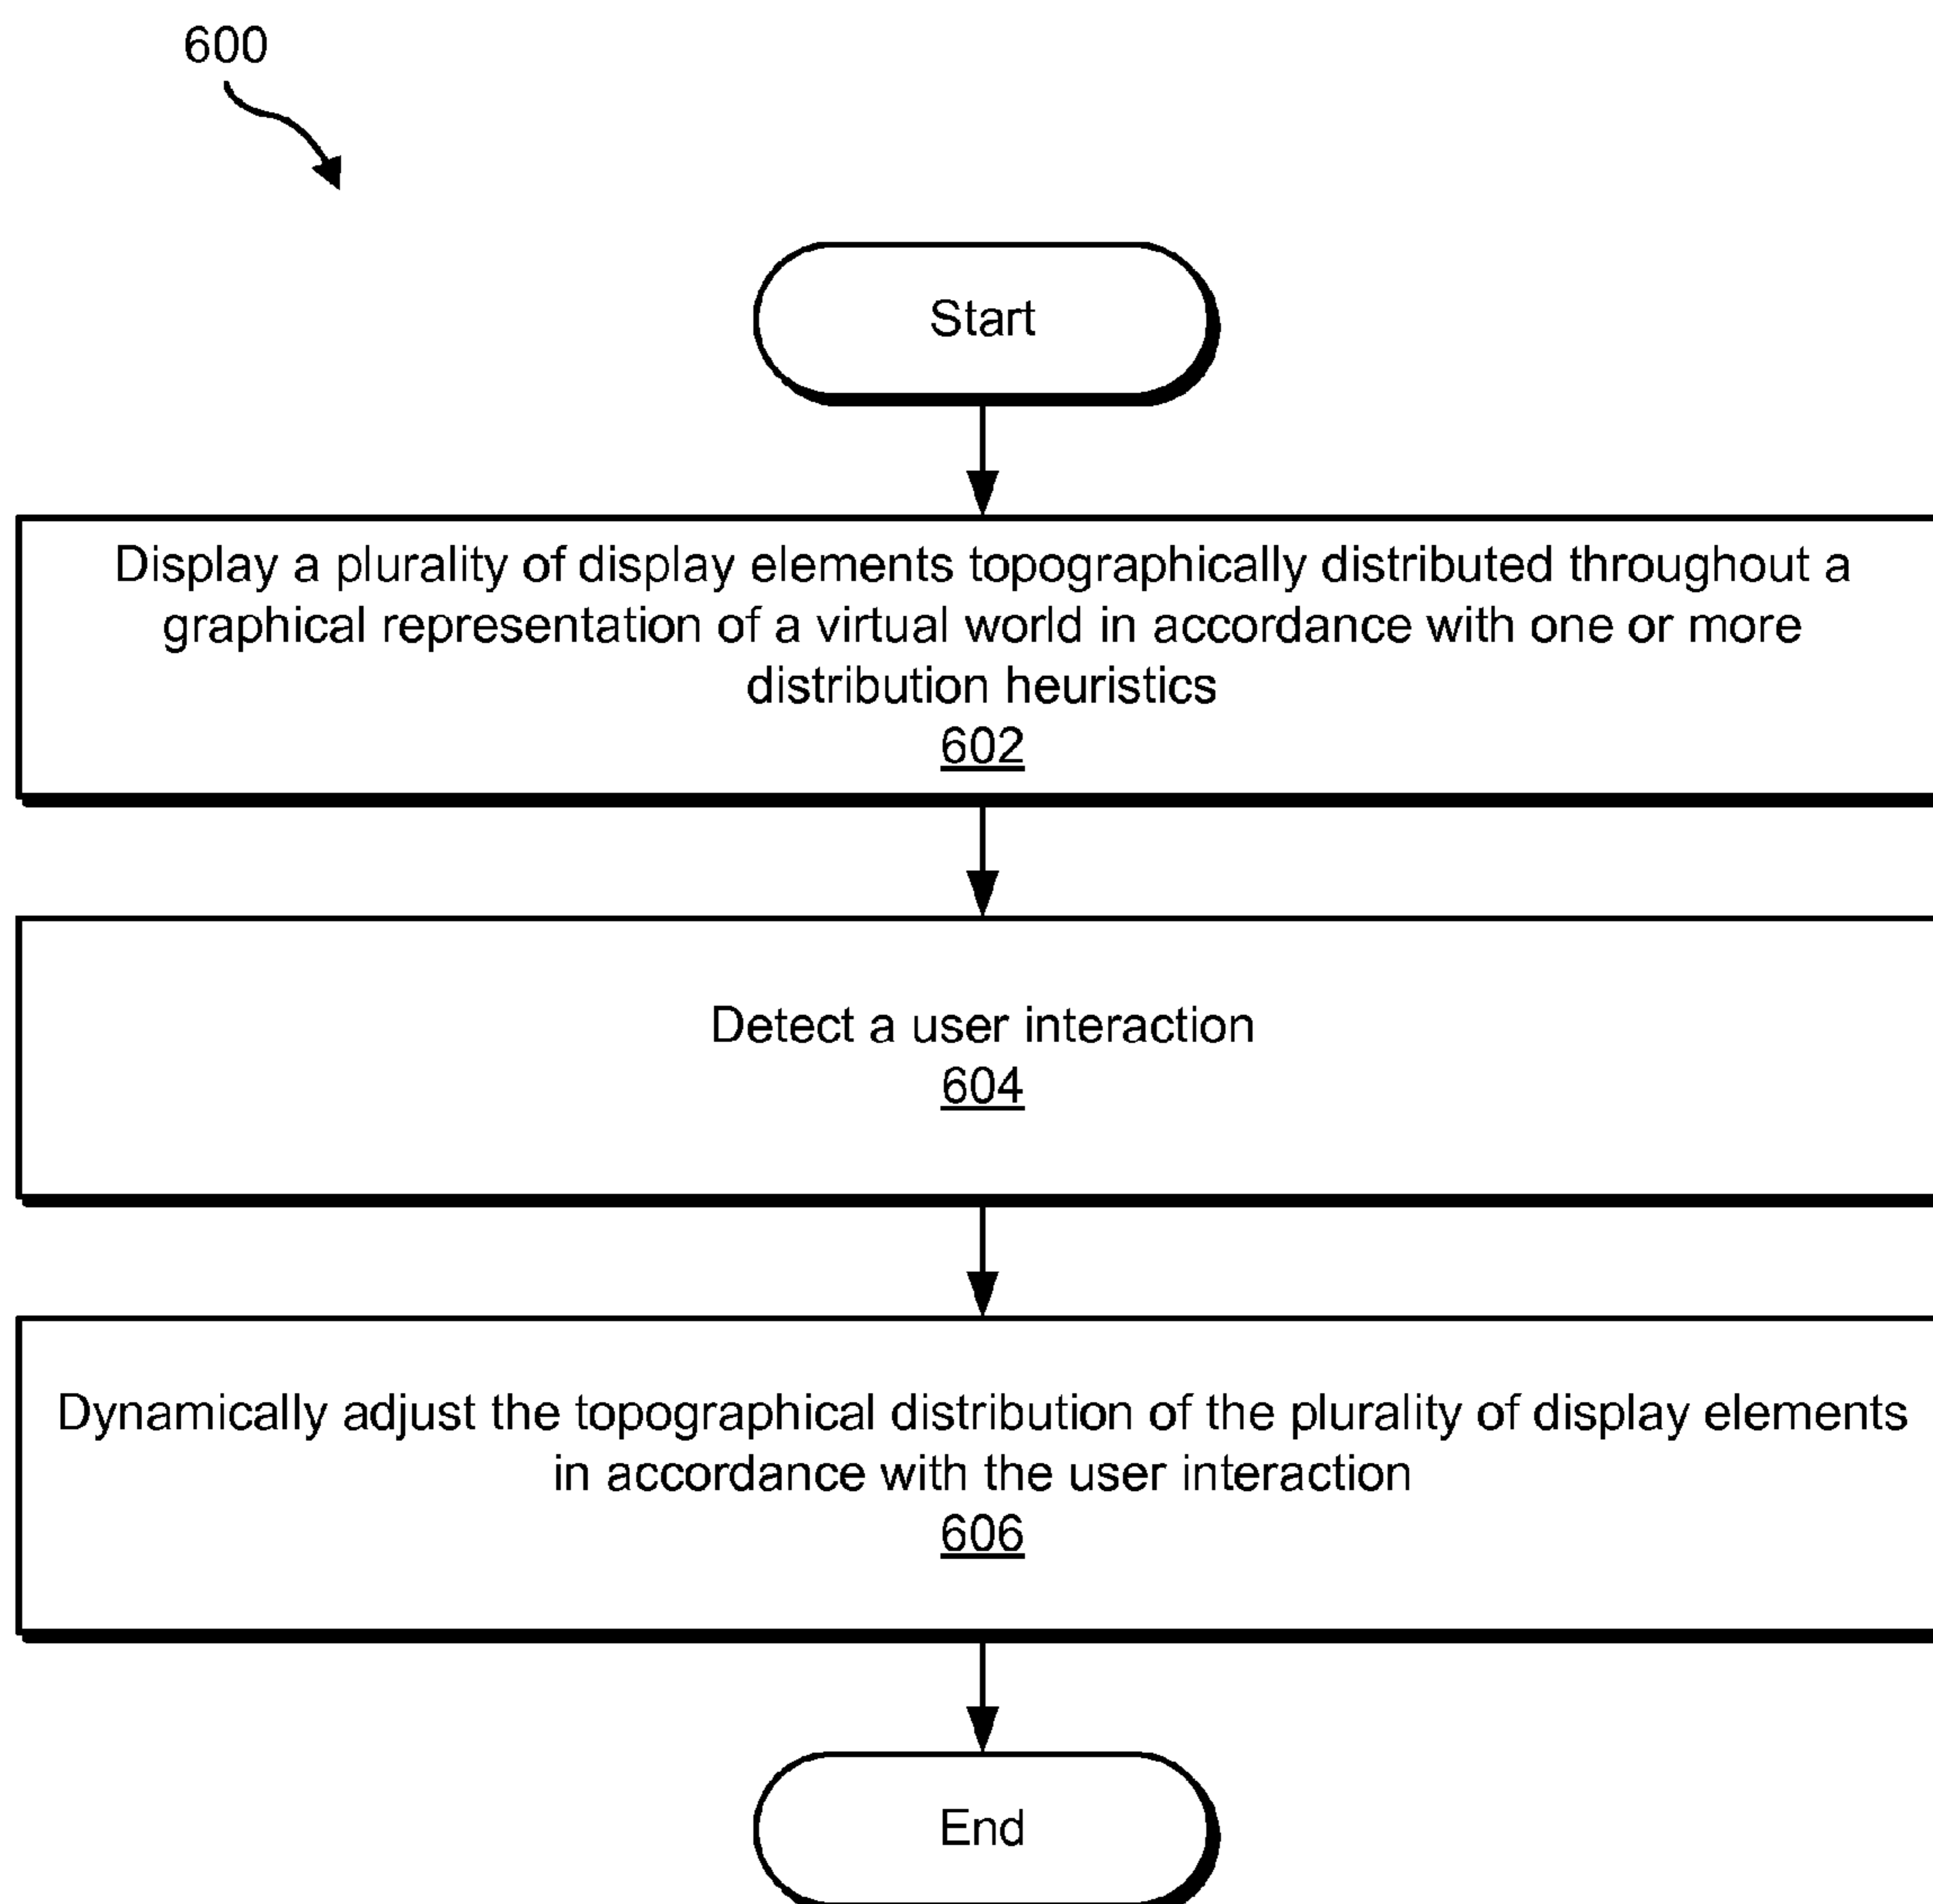 600
Start
Display a plurality of display elements topographically distributed throughout a
graphical representation of a virtual world in accordance with one or more
distribution heuristics
602
Detect a user interaction
604
Dynamically adjust the topographical distribution of the plurality of display elements
in accordance with the user interaction
606
End